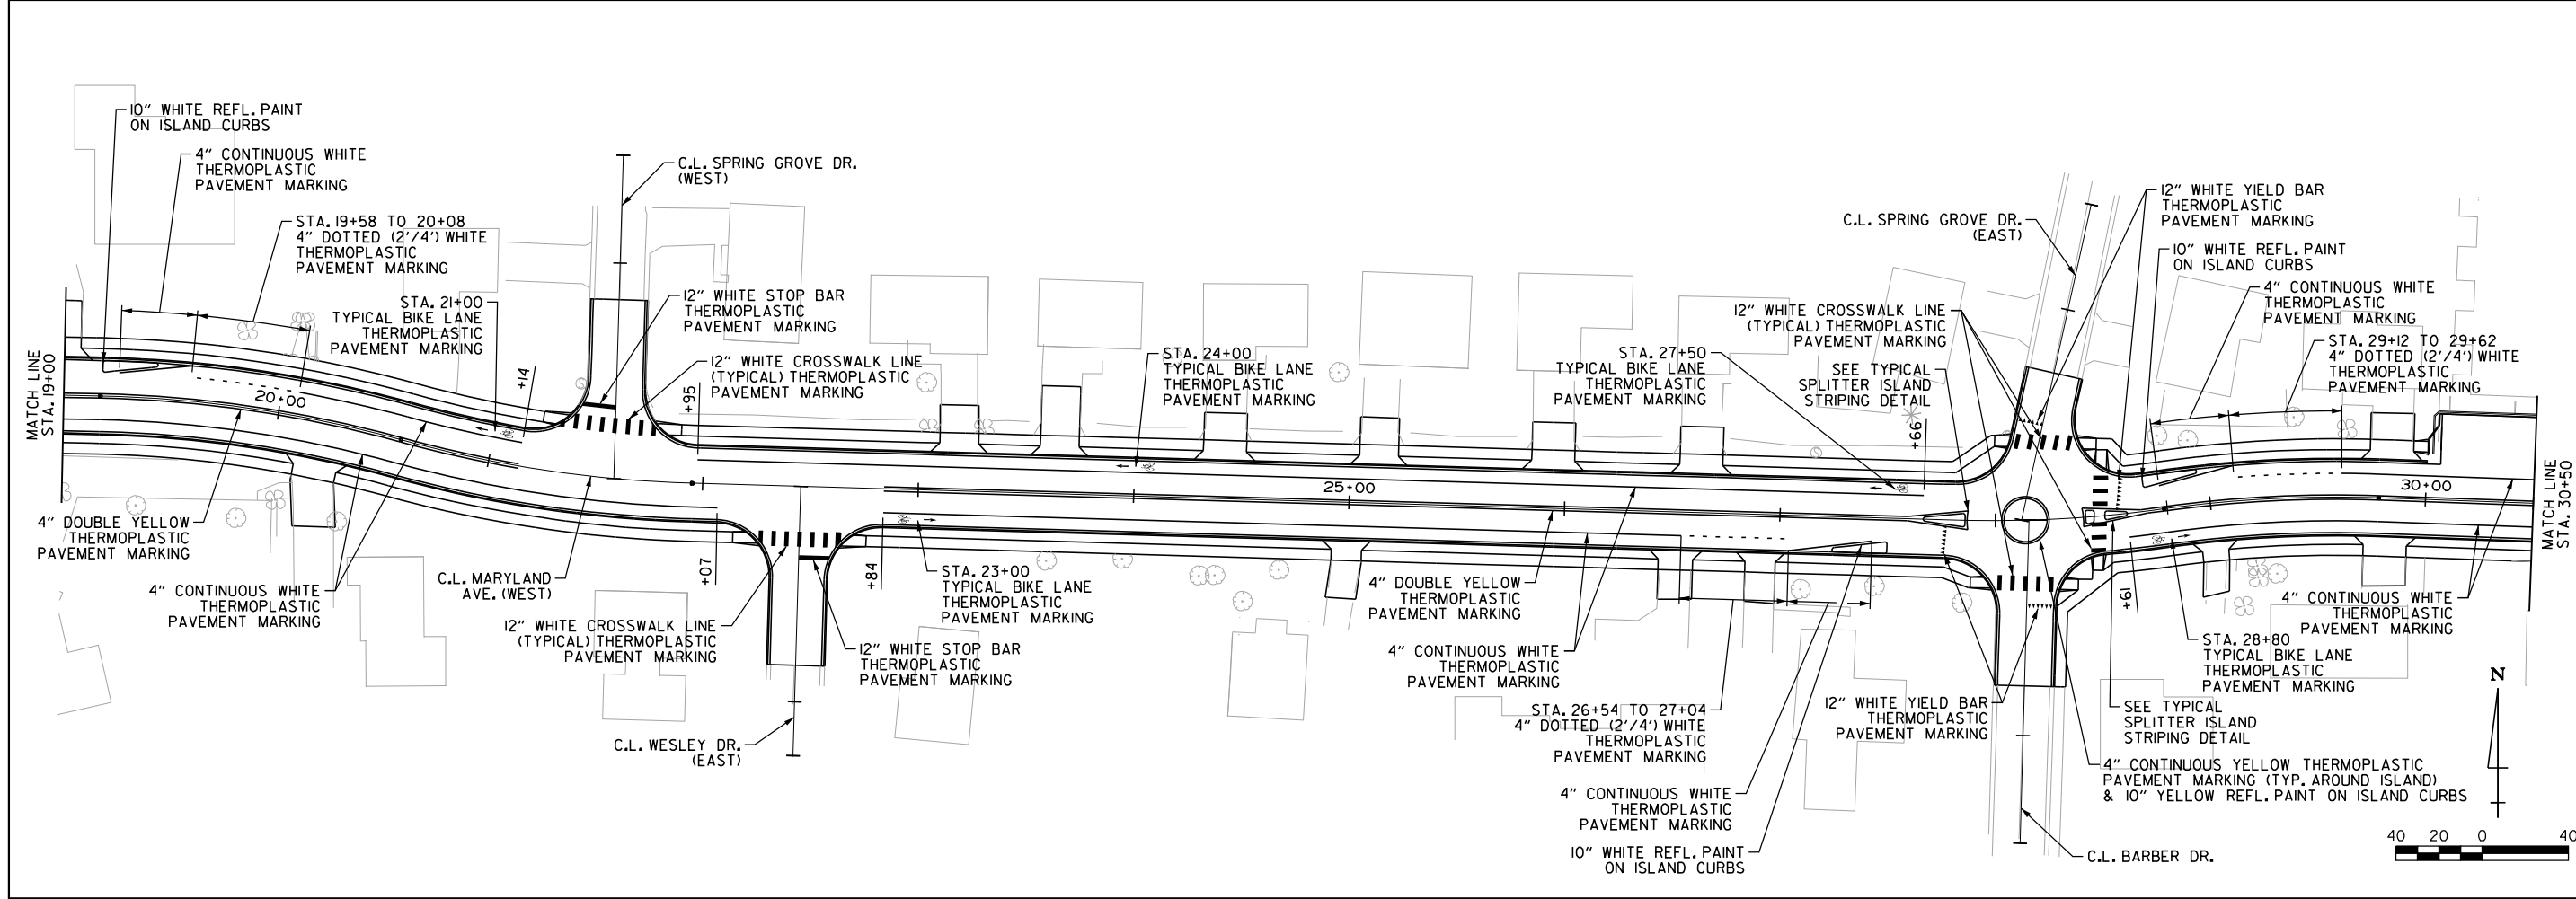 10" WHITE REFL. PAINT
ON ISLAND CURBS
4" CONTINUOUS WHITE
THERMOPLASTIC
PAVEMENT MARKING
STA. 19+58 TO 20+08
4" DOTTED (2'/4') WHITE
THERMOPLASTIC
PAVEMENT MARKING
STA. 21+00
TYPICAL BIKE LANE
THERMOPLASTIC
PAVEMENT MARKING
C.L. SPRING GROVE DR.
(WEST)
12" WHITE STOP BAR
THERMOPLASTIC
PAVEMENT MARKING
12" WHITE CROSSWALK LINE
(TYPICAL) THERMOPLASTIC
PAVEMENT MARKING
MATCH LINE
STA. 19+00
20+00
+14
+95
STA. 24+00
TYPICAL BIKE LANE
THERMOPLASTIC
PAVEMENT MARKING
25+00
STA. 27+50
TYPICAL BIKE LANE
THERMOPLASTIC
PAVEMENT MARKING
12" WHITE CROSSWALK LINE
(TYPICAL) THERMOPLASTIC
PAVEMENT MARKING
SEE TYPICAL
SPLITTER ISLAND
STRIPING DETAIL
+66
C.L. SPRING GROVE DR.
(EAST)
12" WHITE YIELD BAR
THERMOPLASTIC
PAVEMENT MARKING
10" WHITE REFL. PAINT
ON ISLAND CURBS
4" CONTINUOUS WHITE
THERMOPLASTIC
PAVEMENT MARKING
STA. 29+12 TO 29+62
4" DOTTED (2'/4') WHITE
THERMOPLASTIC
PAVEMENT MARKING
30+00
MATCH LINE
STA. 30+50
4" DOUBLE YELLOW
THERMOPLASTIC
PAVEMENT MARKING
4" CONTINUOUS WHITE
THERMOPLASTIC
PAVEMENT MARKING
C.L. MARYLAND
AVE. (WEST)
+07
+84
12" WHITE CROSSWALK LINE
(TYPICAL) THERMOPLASTIC
PAVEMENT MARKING
C.L. WESLEY DR.
(EAST)
STA. 23+00
TYPICAL BIKE LANE
THERMOPLASTIC
PAVEMENT MARKING
12" WHITE STOP BAR
THERMOPLASTIC
PAVEMENT MARKING
4" DOUBLE YELLOW
THERMOPLASTIC
PAVEMENT MARKING
4" CONTINUOUS WHITE
THERMOPLASTIC
PAVEMENT MARKING
STA. 26+54 TO 27+04
4" DOTTED (2'/4') WHITE
THERMOPLASTIC
PAVEMENT MARKING
4" CONTINUOUS WHITE
THERMOPLASTIC
PAVEMENT MARKING
10" WHITE REFL. PAINT
ON ISLAND CURBS
12" WHITE YIELD BAR
THERMOPLASTIC
PAVEMENT MARKING
+61
4" CONTINUOUS WHITE
THERMOPLASTIC
PAVEMENT MARKING
STA. 28+80
TYPICAL BIKE LANE
THERMOPLASTIC
PAVEMENT MARKING
SEE TYPICAL
SPLITTER ISLAND
STRIPING DETAIL
4" CONTINUOUS YELLOW THERMOPLASTIC
PAVEMENT MARKING (TYP. AROUND ISLAND)
& 10" YELLOW REFL. PAINT ON ISLAND CURBS
C.L. BARBER DR.
N
40 20 0 40